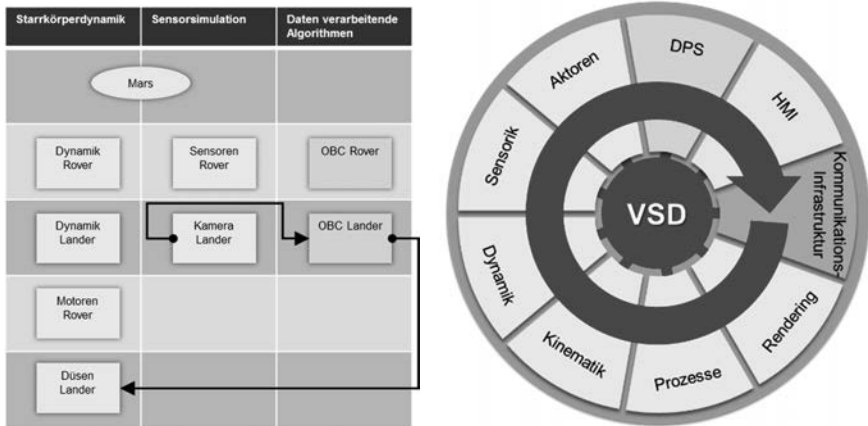 Starrkörperdynamik
Sensorsimulation
Daten verarbeitende
Algorithmen
Mars
Dynamik
Rover
Sensoren
Rover
OBC Rover
Dynamik
Lander
Kamera
Lander
OBC Lander
Motoren
Rover
Düsen
Lander
DPS
HMI
Kommunikations-
Infrastruktur
Rendering
Prozesse
Kinematik
Dynamik
Sensorik
Aktoren
VSD